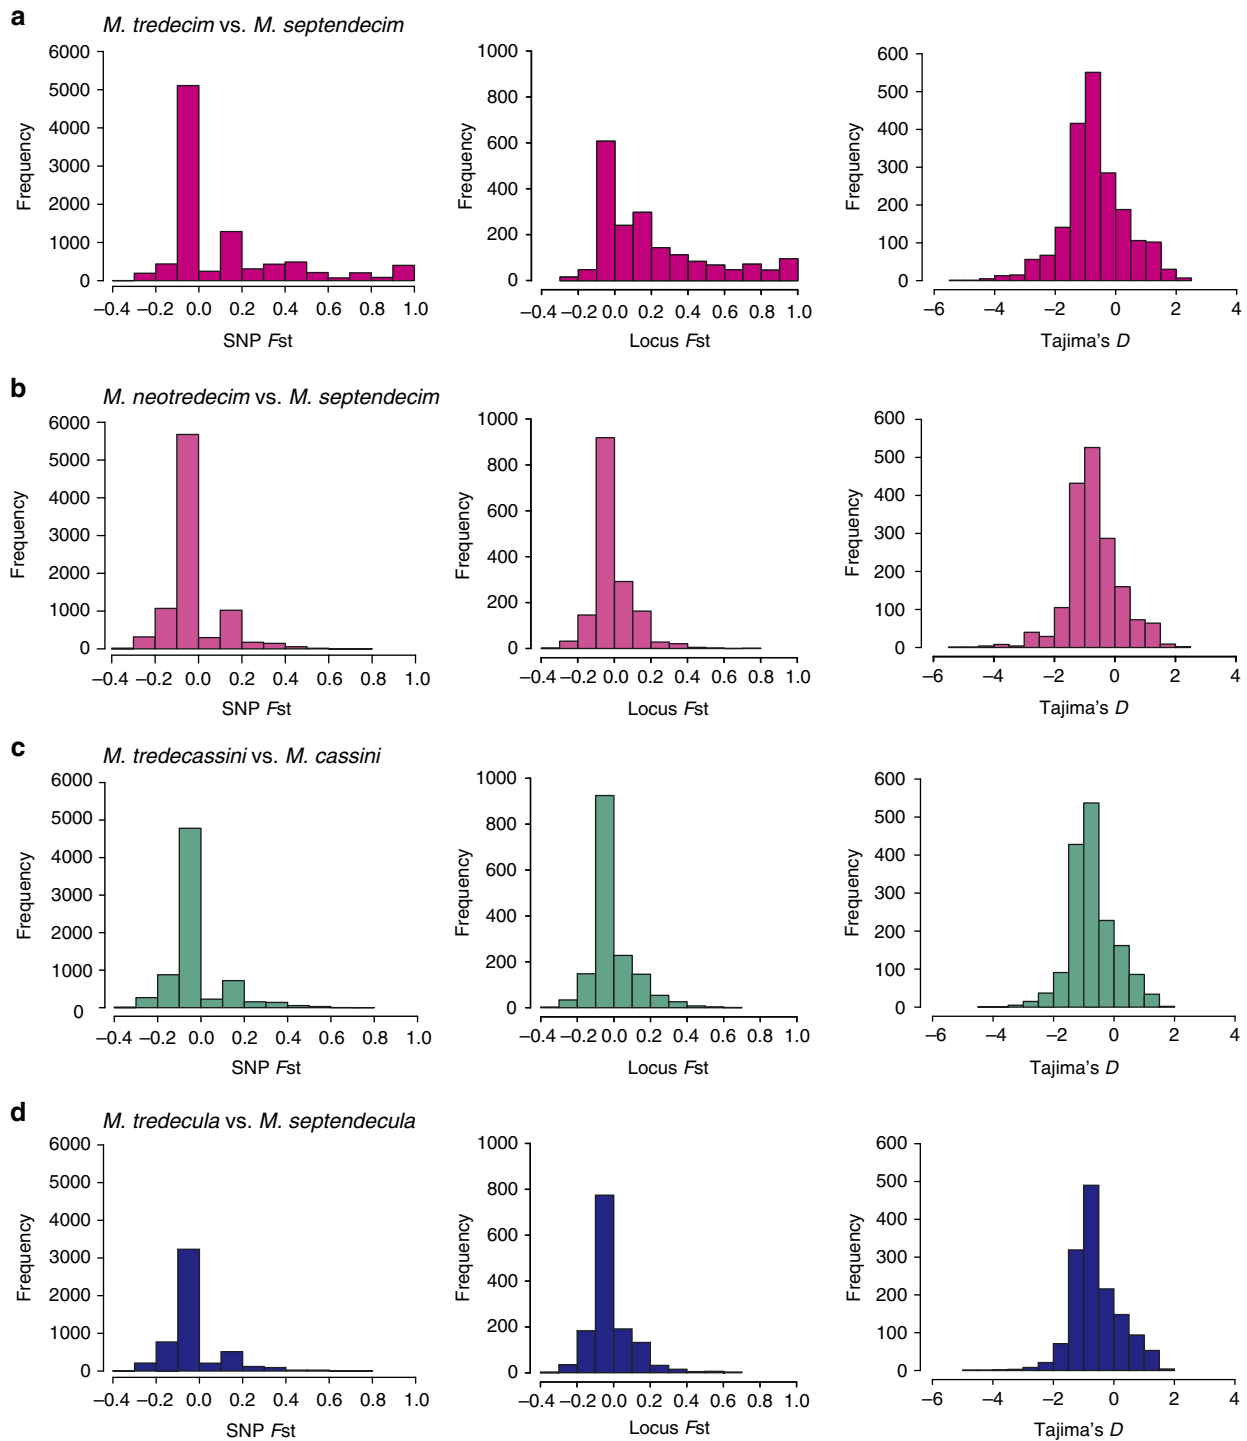 a
M. tredecim vs. M. septendecim
6000
5000
4000
3000
2000
1000
0
Frequency
−0.4 −0.2 0.0 0.2 0.4 0.6 0.8 1.0
SNP Fst
1000
800
600
400
200
0
Frequency
−0.4 −0.2 0.0 0.2 0.4 0.6 0.8 1.0
Locus Fst
600
500
400
300
200
100
0
Frequency
−6 −4 −2 0 2 4
Tajima's D
b
M. neotredecim vs. M. septendecim
6000
5000
4000
3000
2000
1000
0
Frequency
−0.4 −0.2 0.0 0.2 0.4 0.6 0.8 1.0
SNP Fst
1000
800
600
400
200
0
Frequency
−0.4 −0.2 0.0 0.2 0.4 0.6 0.8 1.0
Locus Fst
600
500
400
300
200
100
0
Frequency
−6 −4 −2 0 2 4
Tajima's D
c
M. tredecassini vs. M. cassini
6000
5000
4000
3000
2000
1000
0
Frequency
−0.4 −0.2 0.0 0.2 0.4 0.6 0.8 1.0
SNP Fst
1000
800
600
400
200
0
Frequency
−0.4 −0.2 0.0 0.2 0.4 0.6 0.8 1.0
Locus Fst
600
500
400
300
200
100
0
Frequency
−6 −4 −2 0 2 4
Tajima's D
d
M. tredecula vs. M. septendecula
6000
5000
4000
3000
2000
1000
0
Frequency
−0.4 −0.2 0.0 0.2 0.4 0.6 0.8 1.0
SNP Fst
1000
800
600
400
200
0
Frequency
−0.4 −0.2 0.0 0.2 0.4 0.6 0.8 1.0
Locus Fst
600
500
400
300
200
100
0
Frequency
−6 −4 −2 0 2 4
Tajima's D